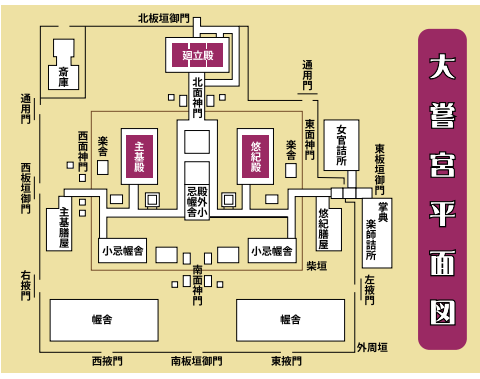 大嘗宮平面図
北板垣御門
廻立殿
斎庫
北面神門
通用門
通用門
東面神門
女官詰所
東板垣御門
西面神門
楽舎
主基殿
悠紀殿
楽舎
西板垣御門
殿外小忌幄舎
主基膳屋
悠紀膳屋
掌典
楽師詰所
小忌幄舎
小忌幄舎
柴垣
南面神門
右掖門
左掖門
幄舎
幄舎
外周垣
西掖門
南板垣御門
東掖門